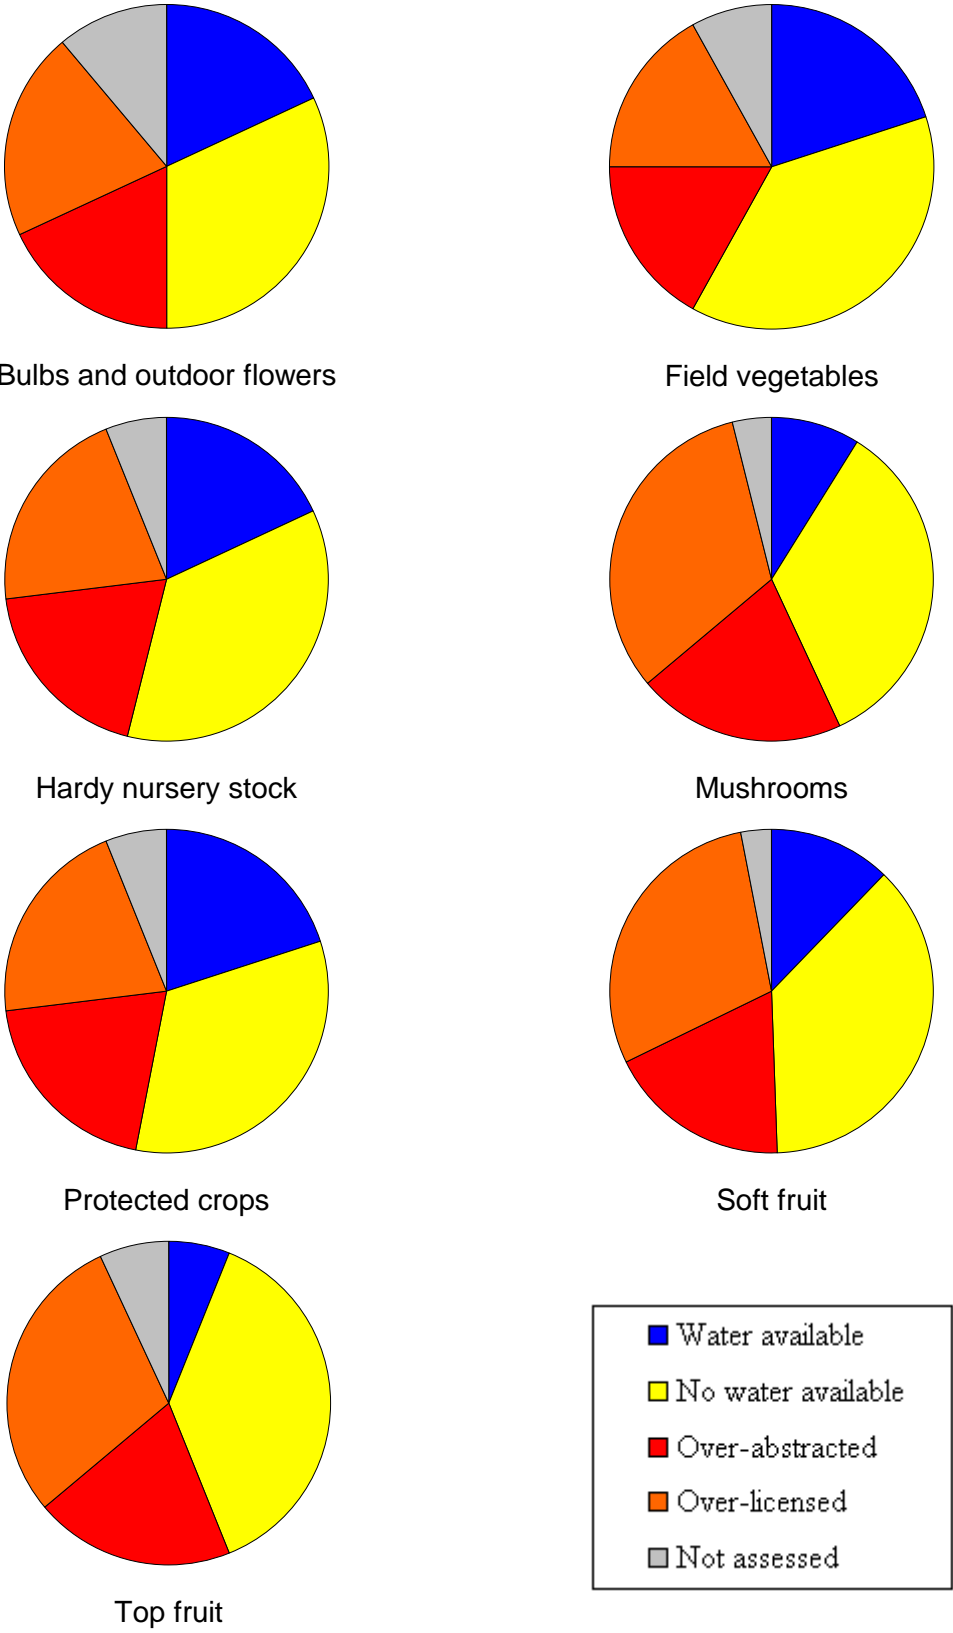 Bulbs and outdoor flowers
Field vegetables
Hardy nursery stock
Mushrooms
Protected crops
Soft fruit
Top fruit
Water available
No water available
Over-abstracted
Over-licensed
Not assessed